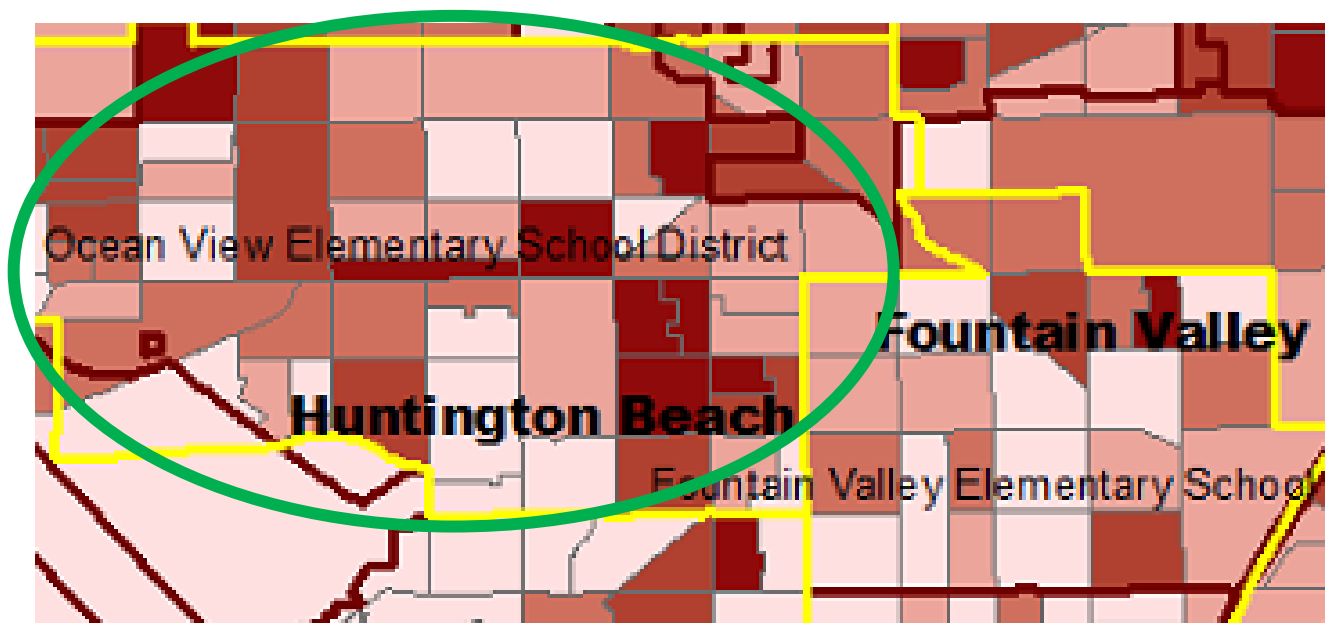 Ocean View Elementary School District
Fountain Valley
Huntington Beach
Fountain Valley Elementary School